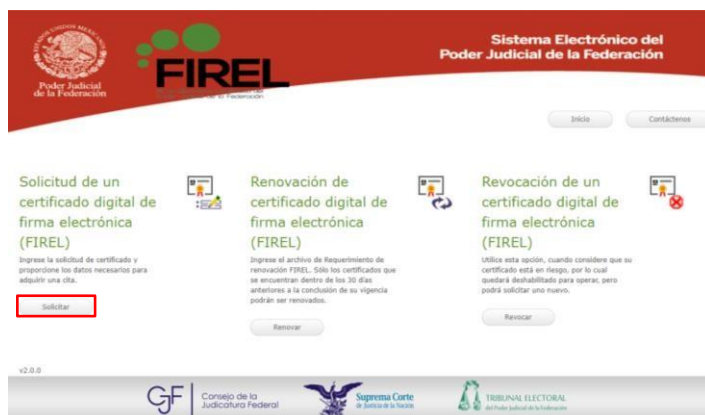 Poder Judicial
de la Federación
FIREL
Sistema Electrónico del
Poder Judicial de la Federación
Inicio
Contáctenos
Solicitud de un
certificado digital de
firma electrónica
(FIREL)
Ingrese la solicitud de certificado y
proporcione los datos necesarios para
adquirir una cita.
Solicitar
Renovación de
certificado digital de
firma electrónica
(FIREL)
Ingrese el archivo de Requerimiento de
renovación FIREL. Sólo los certificados que
se encuentran dentro de los 30 días
anteriores a la conclusión de su vigencia
podrán ser renovados.
Renovar
Revocación de un
certificado digital de
firma electrónica
(FIREL)
Utilice esta opción, cuando considere que su
certificado está en riesgo, por lo cual
quedará deshabilitado para operar, pero
podrá solicitar uno nuevo.
Revocar
v2.0.0
Consejo de la
Judicatura Federal
Suprema Corte
de Justicia de la Nación
TRIBUNAL ELECTORAL
del Poder Judicial de la Federación